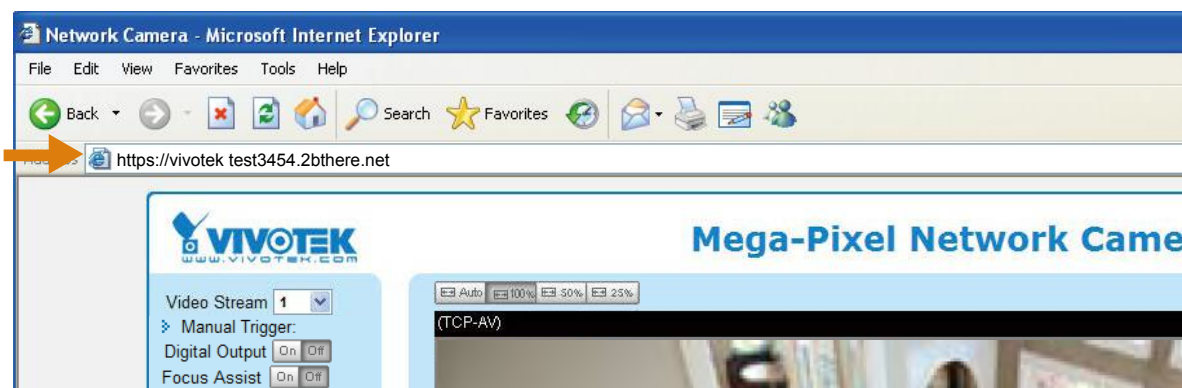 Network Camera - Microsoft Internet Explorer
File Edit View Favorites Tools Help
Back Search Favorites
https://vivotek test3454.2bthere.net
VIVOTEK
www.vivotek.com
Mega-Pixel Network Came
Auto 100% 50% 25%
Video Stream 1
(TCP-AV)
Manual Trigger:
Digital Output On Off
Focus Assist On Off